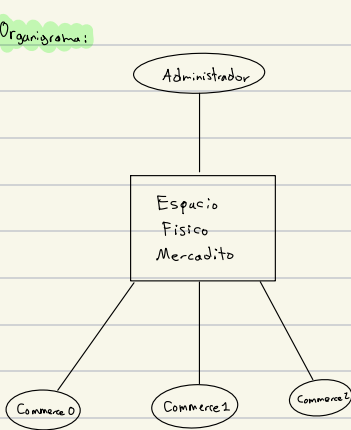 Organigrama:
Administrador
Espacio
Fisico
Mercadito
Commerce 0
Commerce 1
Commerce 2